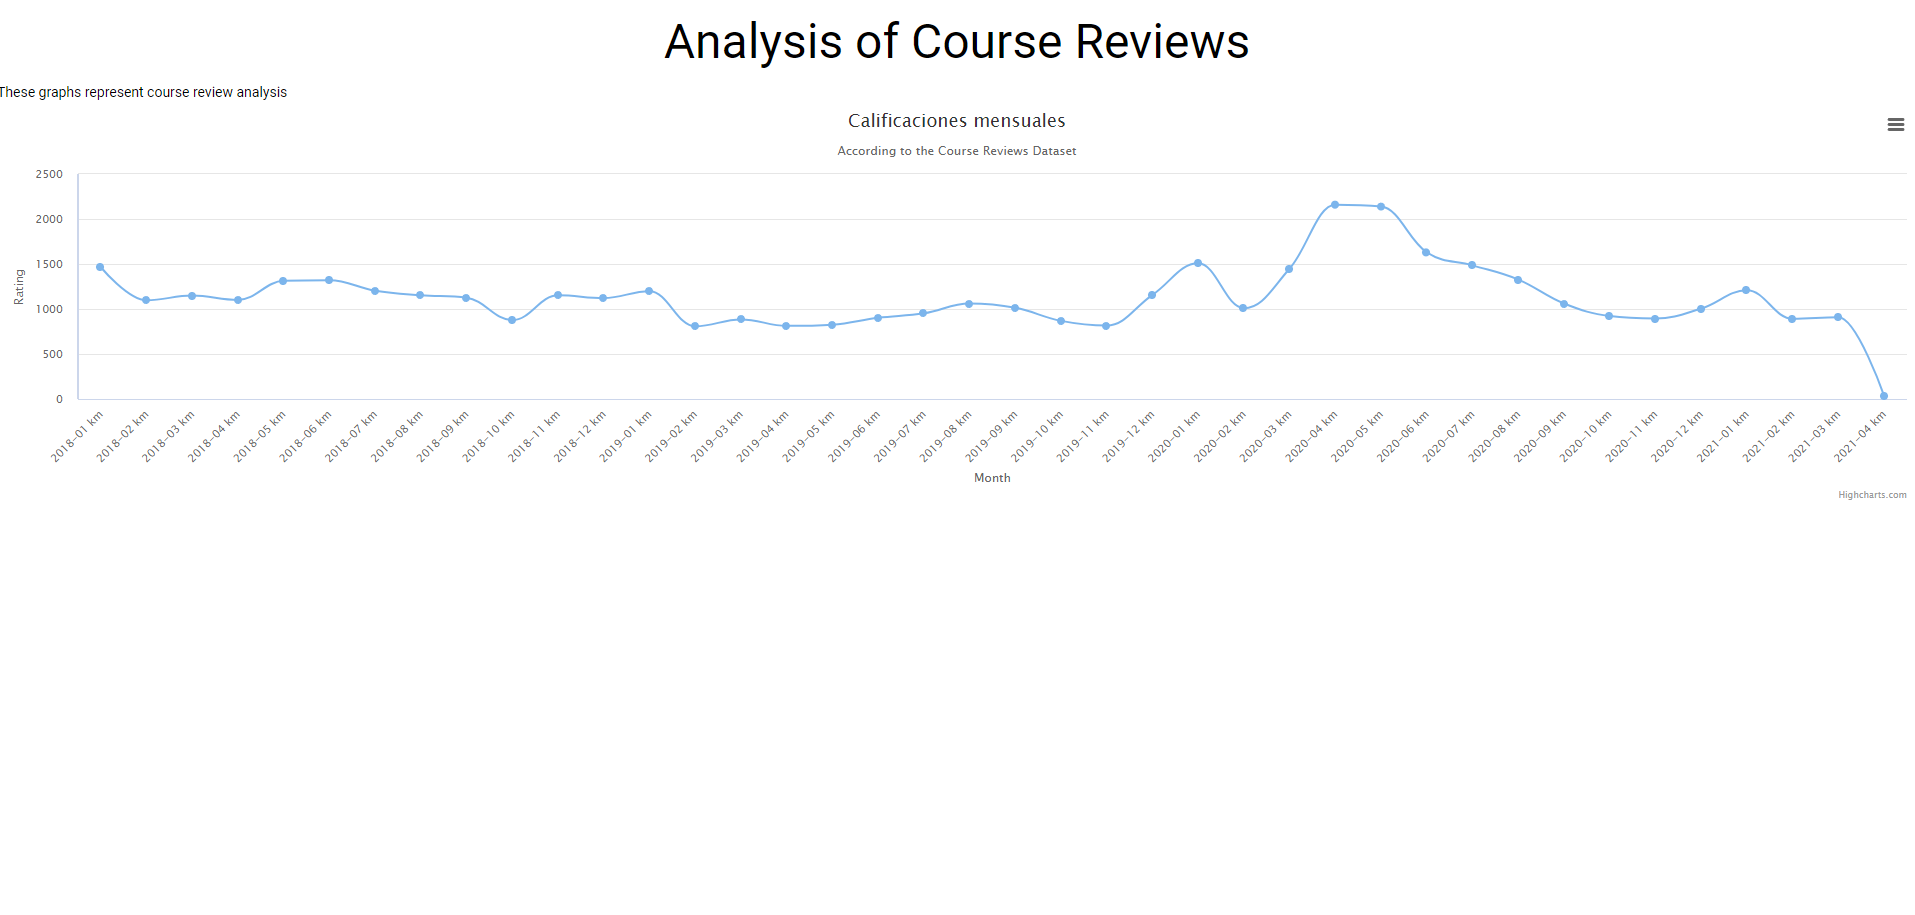 Analysis of Course Reviews
These graphs represent course review analysis
Calificaciones mensuales
According to the Course Reviews Dataset
Rating
2500
2000
1500
1000
500
0
2018-01 km
2018-02 km
2018-03 km
2018-04 km
2018-05 km
2018-06 km
2018-07 km
2018-08 km
2018-09 km
2018-10 km
2018-11 km
2018-12 km
2019-01 km
2019-02 km
2019-03 km
2019-04 km
2019-05 km
2019-06 km
2019-07 km
2019-08 km
2019-09 km
2019-10 km
2019-11 km
2019-12 km
2020-01 km
2020-02 km
2020-03 km
2020-04 km
2020-05 km
2020-06 km
2020-07 km
2020-08 km
2020-09 km
2020-10 km
2020-11 km
2020-12 km
2021-01 km
2021-02 km
2021-03 km
2021-04 km
Month
Highcharts.com